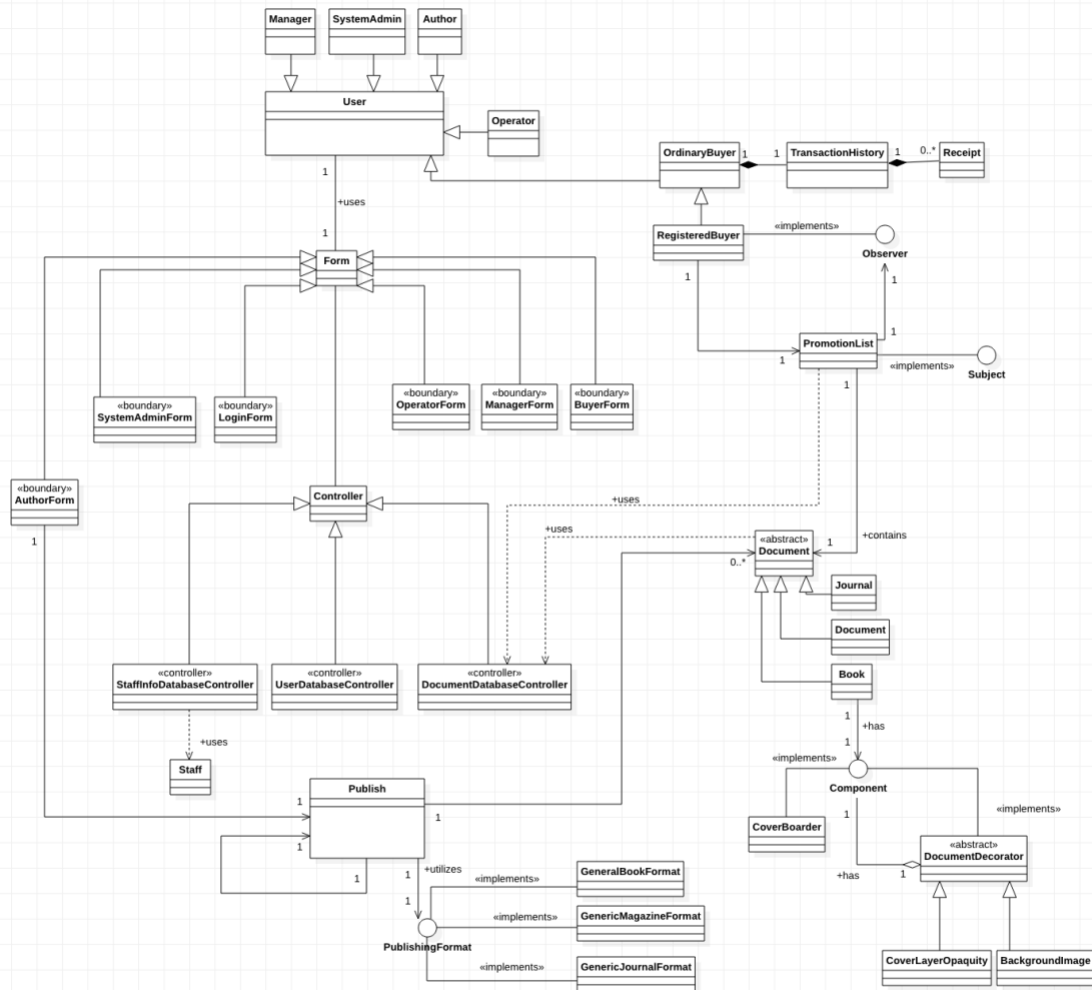 Manager
SystemAdmin
Author
User
Operator
1
+uses
1
OrdinaryBuyer
1
1
TransactionHistory
1
0..*
Receipt
RegisteredBuyer
«implements»
Observer
1
1
1
1
PromotionList
«implements»
Subject
1
Form
«boundary»
SystemAdminForm
«boundary»
LoginForm
«boundary»
OperatorForm
«boundary»
ManagerForm
«boundary»
BuyerForm
«boundary»
AuthorForm
1
Controller
+uses
+uses
+contains
1
«abstract»
Document
0..*
Journal
Document
Book
«controller»
StaffInfoDatabaseController
«controller»
UserDatabaseController
«controller»
DocumentDatabaseController
+uses
Staff
1
+has
1
«implements»
Component
«implements»
CoverBoarder
1
+has
1
«abstract»
DocumentDecorator
CoverLayerOpaquity
BackgroundImage
Publish
1
1
1
1
1
+utilizes
1
PublishingFormat
«implements»
GeneralBookFormat
«implements»
GenericMagazineFormat
«implements»
GenericJournalFormat